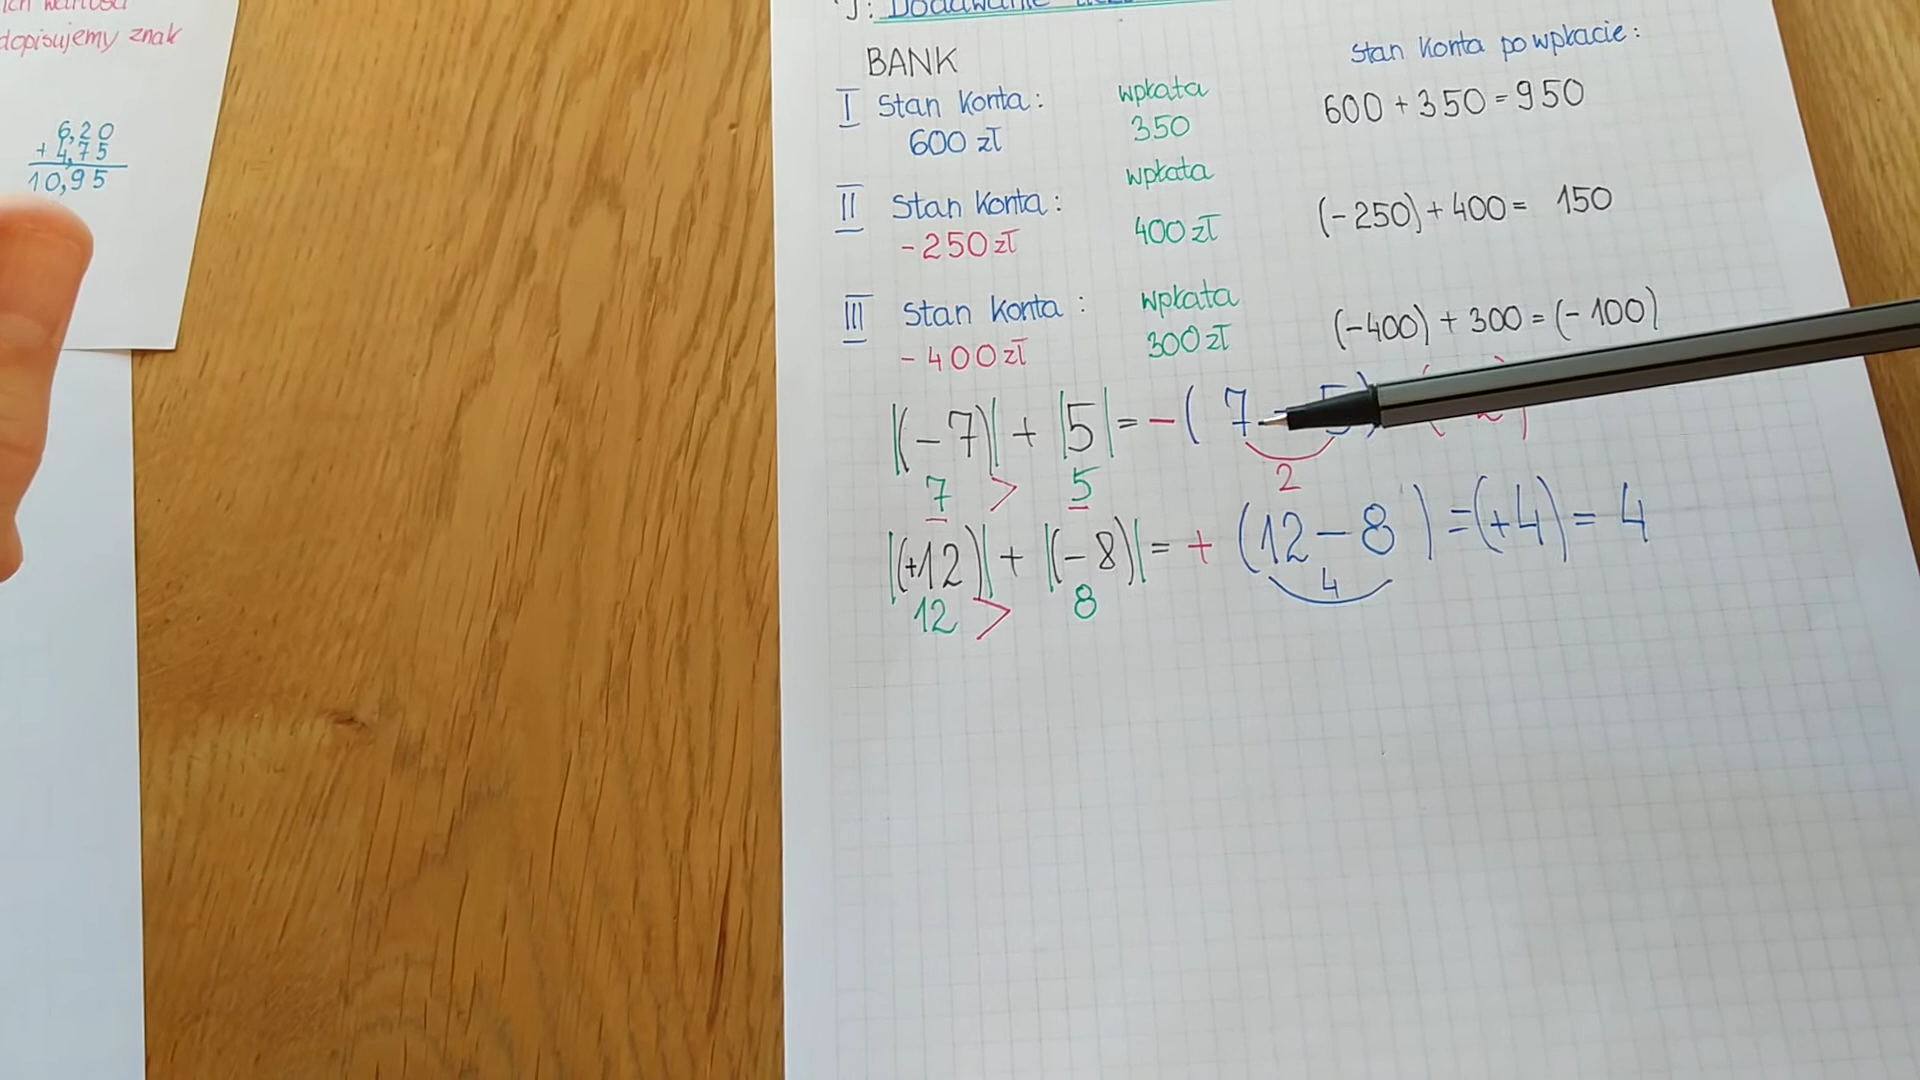 dopisujemy znak
6,20
+ 4,75
10,95
J: Dodawanie
BANK
Stan konta po wpłacie:
I Stan konta: wpłata
600 zł 350 600 + 350 = 950
II Stan konta: wpłata
-250 zł 400 zł (-250) + 400 = 150
III Stan konta: wpłata
-400 zł 300 zł (-400) + 300 = (-100)
|(-7)| + |5| = -(7 - 5)
7 > 5 2
|(+12)| + |(-8)| = + (12 - 8) = (+4) = 4
12 > 8 4